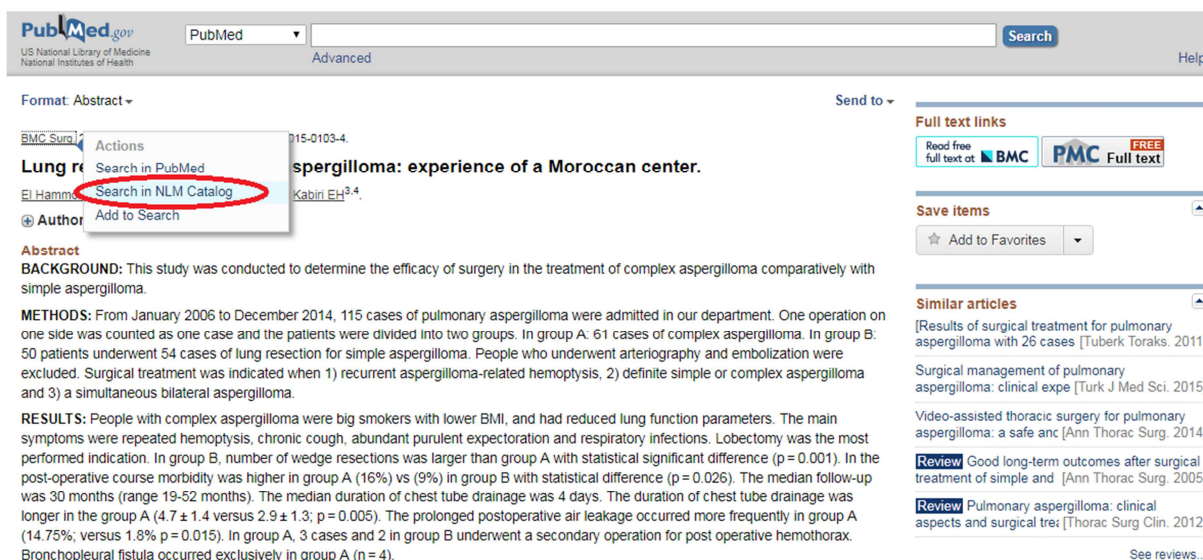 PubMed.gov
US National Library of Medicine
National Institutes of Health
PubMed
Search
Advanced
Help
Format: Abstract
Send to
BMC Surg. 015-0103-4.
Actions
Search in PubMed
Search in NLM Catalog
Add to Search
Lung re spergilloma: experience of a Moroccan center.
El Hammo Kabiri EH3,4.
Author
Abstract
BACKGROUND: This study was conducted to determine the efficacy of surgery in the treatment of complex aspergilloma comparatively with
simple aspergilloma.
METHODS: From January 2006 to December 2014, 115 cases of pulmonary aspergilloma were admitted in our department. One operation on
one side was counted as one case and the patients were divided into two groups. In group A: 61 cases of complex aspergilloma. In group B:
50 patients underwent 54 cases of lung resection for simple aspergilloma. People who underwent arteriography and embolization were
excluded. Surgical treatment was indicated when 1) recurrent aspergilloma-related hemoptysis, 2) definite simple or complex aspergilloma
and 3) a simultaneous bilateral aspergilloma.
RESULTS: People with complex aspergilloma were big smokers with lower BMI, and had reduced lung function parameters. The main
symptoms were repeated hemoptysis, chronic cough, abundant purulent expectoration and respiratory infections. Lobectomy was the most
performed indication. In group B, number of wedge resections was larger than group A with statistical significant difference (p = 0.001). In the
post-operative course morbidity was higher in group A (16%) vs (9%) in group B with statistical difference (p = 0.026). The median follow-up
was 30 months (range 19-52 months). The median duration of chest tube drainage was 4 days. The duration of chest tube drainage was
longer in the group A (4.7 ± 1.4 versus 2.9 ± 1.3; p = 0.005). The prolonged postoperative air leakage occurred more frequently in group A
(14.75%; versus 1.8% p = 0.015). In group A, 3 cases and 2 in group B underwent a secondary operation for post operative hemothorax.
Bronchopleural fistula occurred exclusively in group A (n = 4).
Full text links
Read free
full text at BMC
PMC FREE Full text
Save items
Add to Favorites
Similar articles
[Results of surgical treatment for pulmonary
aspergilloma with 26 cases [Tuberk Toraks. 2011
Surgical management of pulmonary
aspergilloma: clinical expe [Turk J Med Sci. 2015
Video-assisted thoracic surgery for pulmonary
aspergilloma: a safe and [Ann Thorac Surg. 2014
Review Good long-term outcomes after surgical
treatment of simple and [Ann Thorac Surg. 2005
Review Pulmonary aspergilloma: clinical
aspects and surgical trea [Thorac Surg Clin. 2012
See reviews..